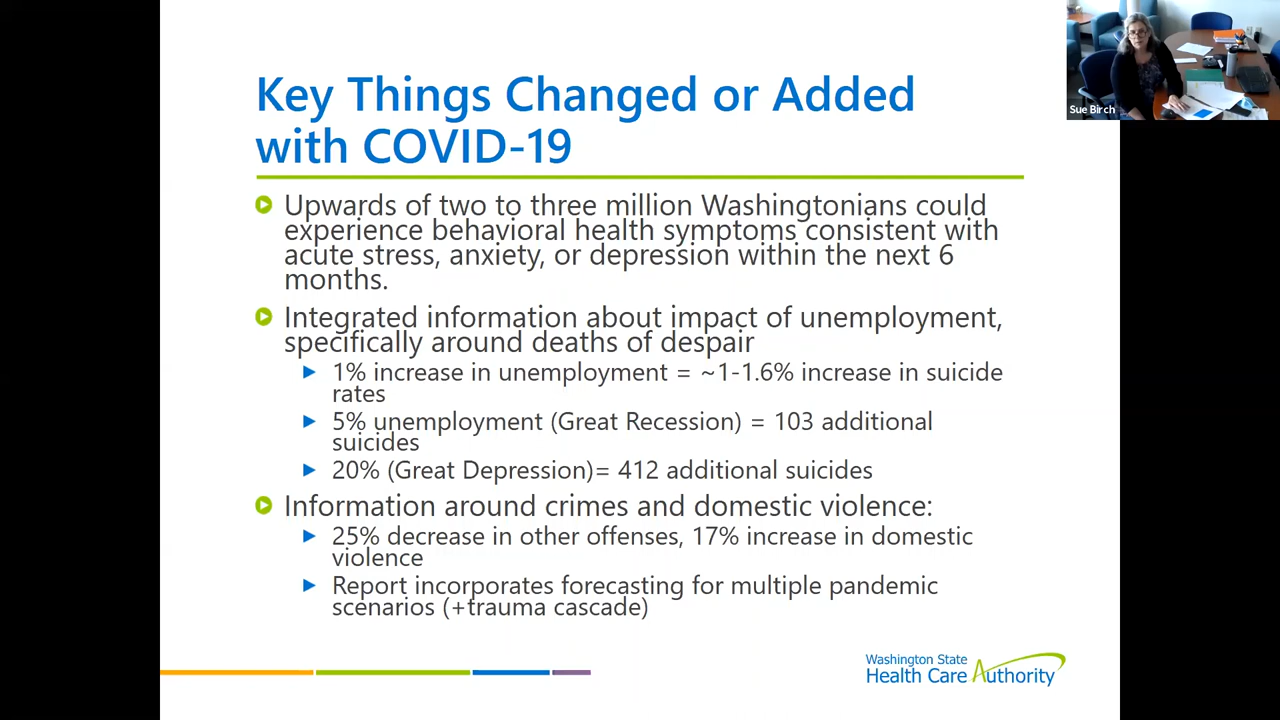 Key Things Changed or Added
with COVID-19
Upwards of two to three million Washingtonians could
experience behavioral health symptoms consistent with
acute stress, anxiety, or depression within the next 6
months.
Integrated information about impact of unemployment,
specifically around deaths of despair
1% increase in unemployment = ~1-1.6% increase in suicide
rates
5% unemployment (Great Recession) = 103 additional
suicides
20% (Great Depression)= 412 additional suicides
Information around crimes and domestic violence:
25% decrease in other offenses, 17% increase in domestic
violence
Report incorporates forecasting for multiple pandemic
scenarios (+trauma cascade)
Washington State
Health Care Authority
Sue Birch